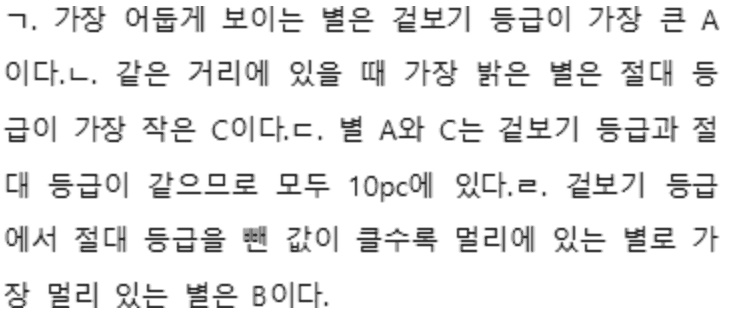 ㄱ. 가장 어둡게 보이는 별은 겉보기 등급이 가장 큰 A
이다.ㄴ. 같은 거리에 있을 때 가장 밝은 별은 절대 등
급이 가장 작은 C이다.ㄷ. 별 A와 C는 겉보기 등급과 절
대 등급이 같으므로 모두 10pc에 있다.ㄹ. 겉보기 등급
에서 절대 등급을 뺀 값이 클수록 멀리에 있는 별로 가
장 멀리 있는 별은 B이다.